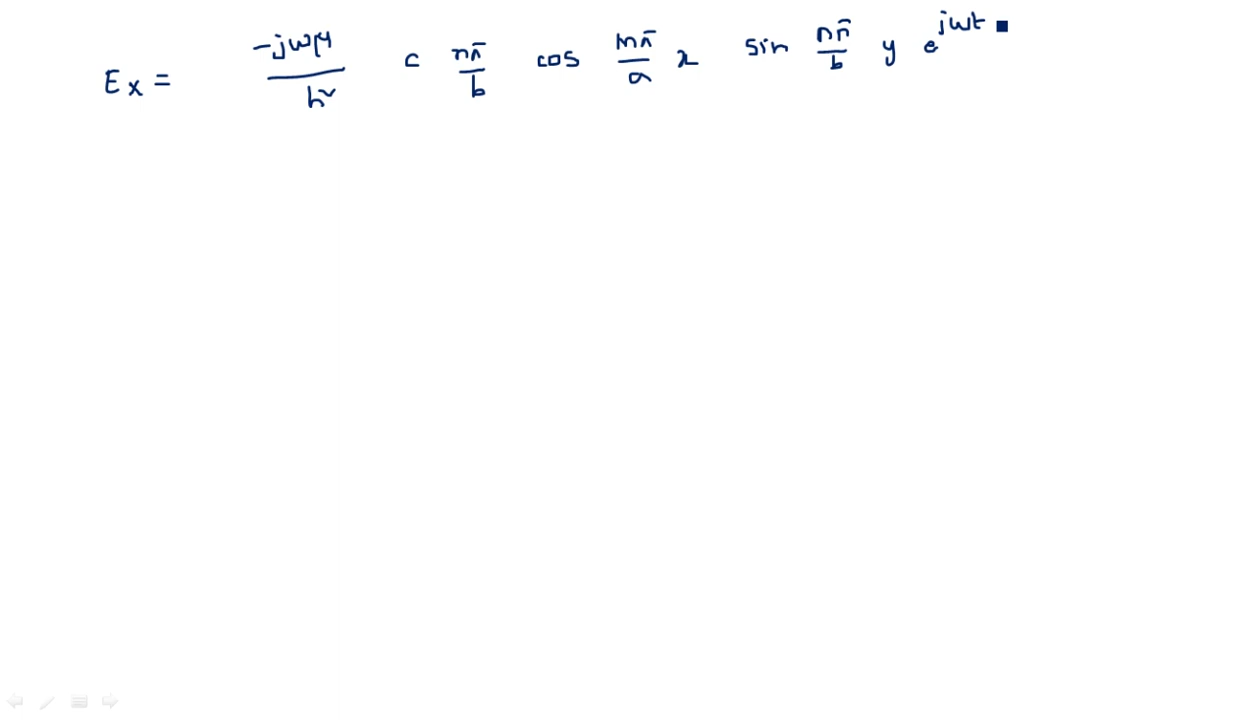 Ex = -jωμ/h² c nπ/b cos mπ/a x sin nπ/b y e^jωt